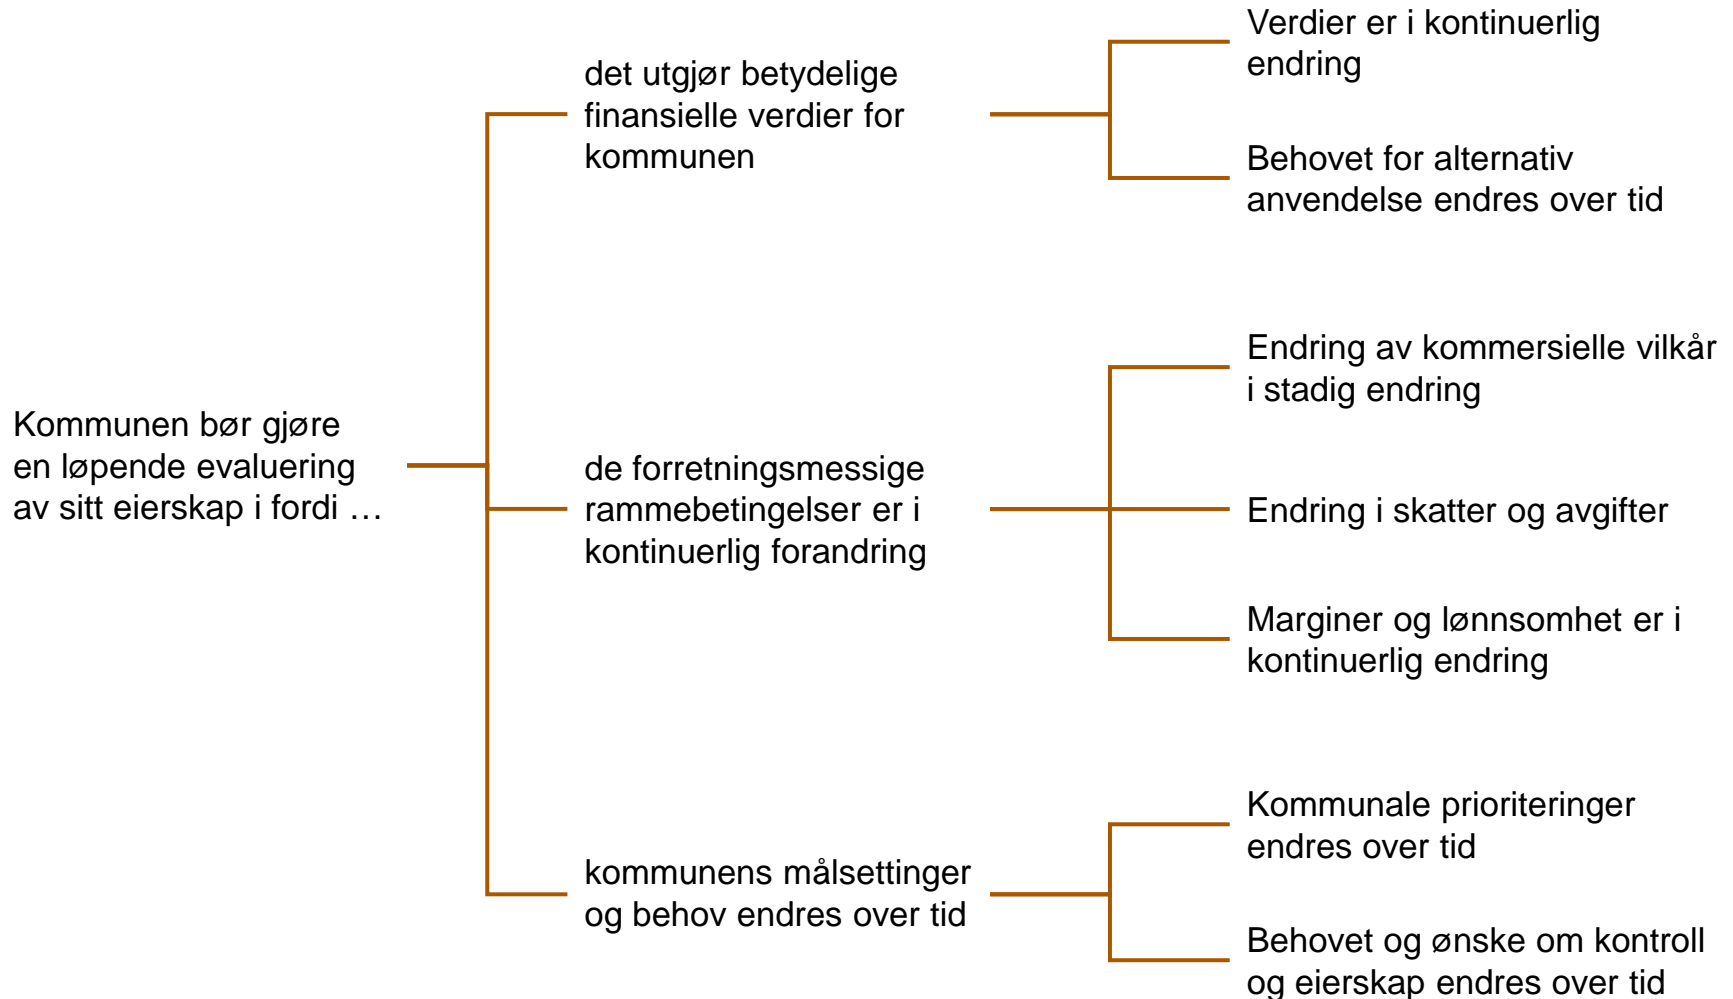 Kommunen bør gjøre
en løpende evaluering
av sitt eierskap i fordi …
det utgjør betydelige
finansielle verdier for
kommunen
Verdier er i kontinuerlig
endring
Behovet for alternativ
anvendelse endres over tid
de forretningsmessige
rammebetingelser er i
kontinuerlig forandring
Endring av kommersielle vilkår
i stadig endring
Endring i skatter og avgifter
Marginer og lønnsomhet er i
kontinuerlig endring
kommunens målsettinger
og behov endres over tid
Kommunale prioriteringer
endres over tid
Behovet og ønske om kontroll
og eierskap endres over tid